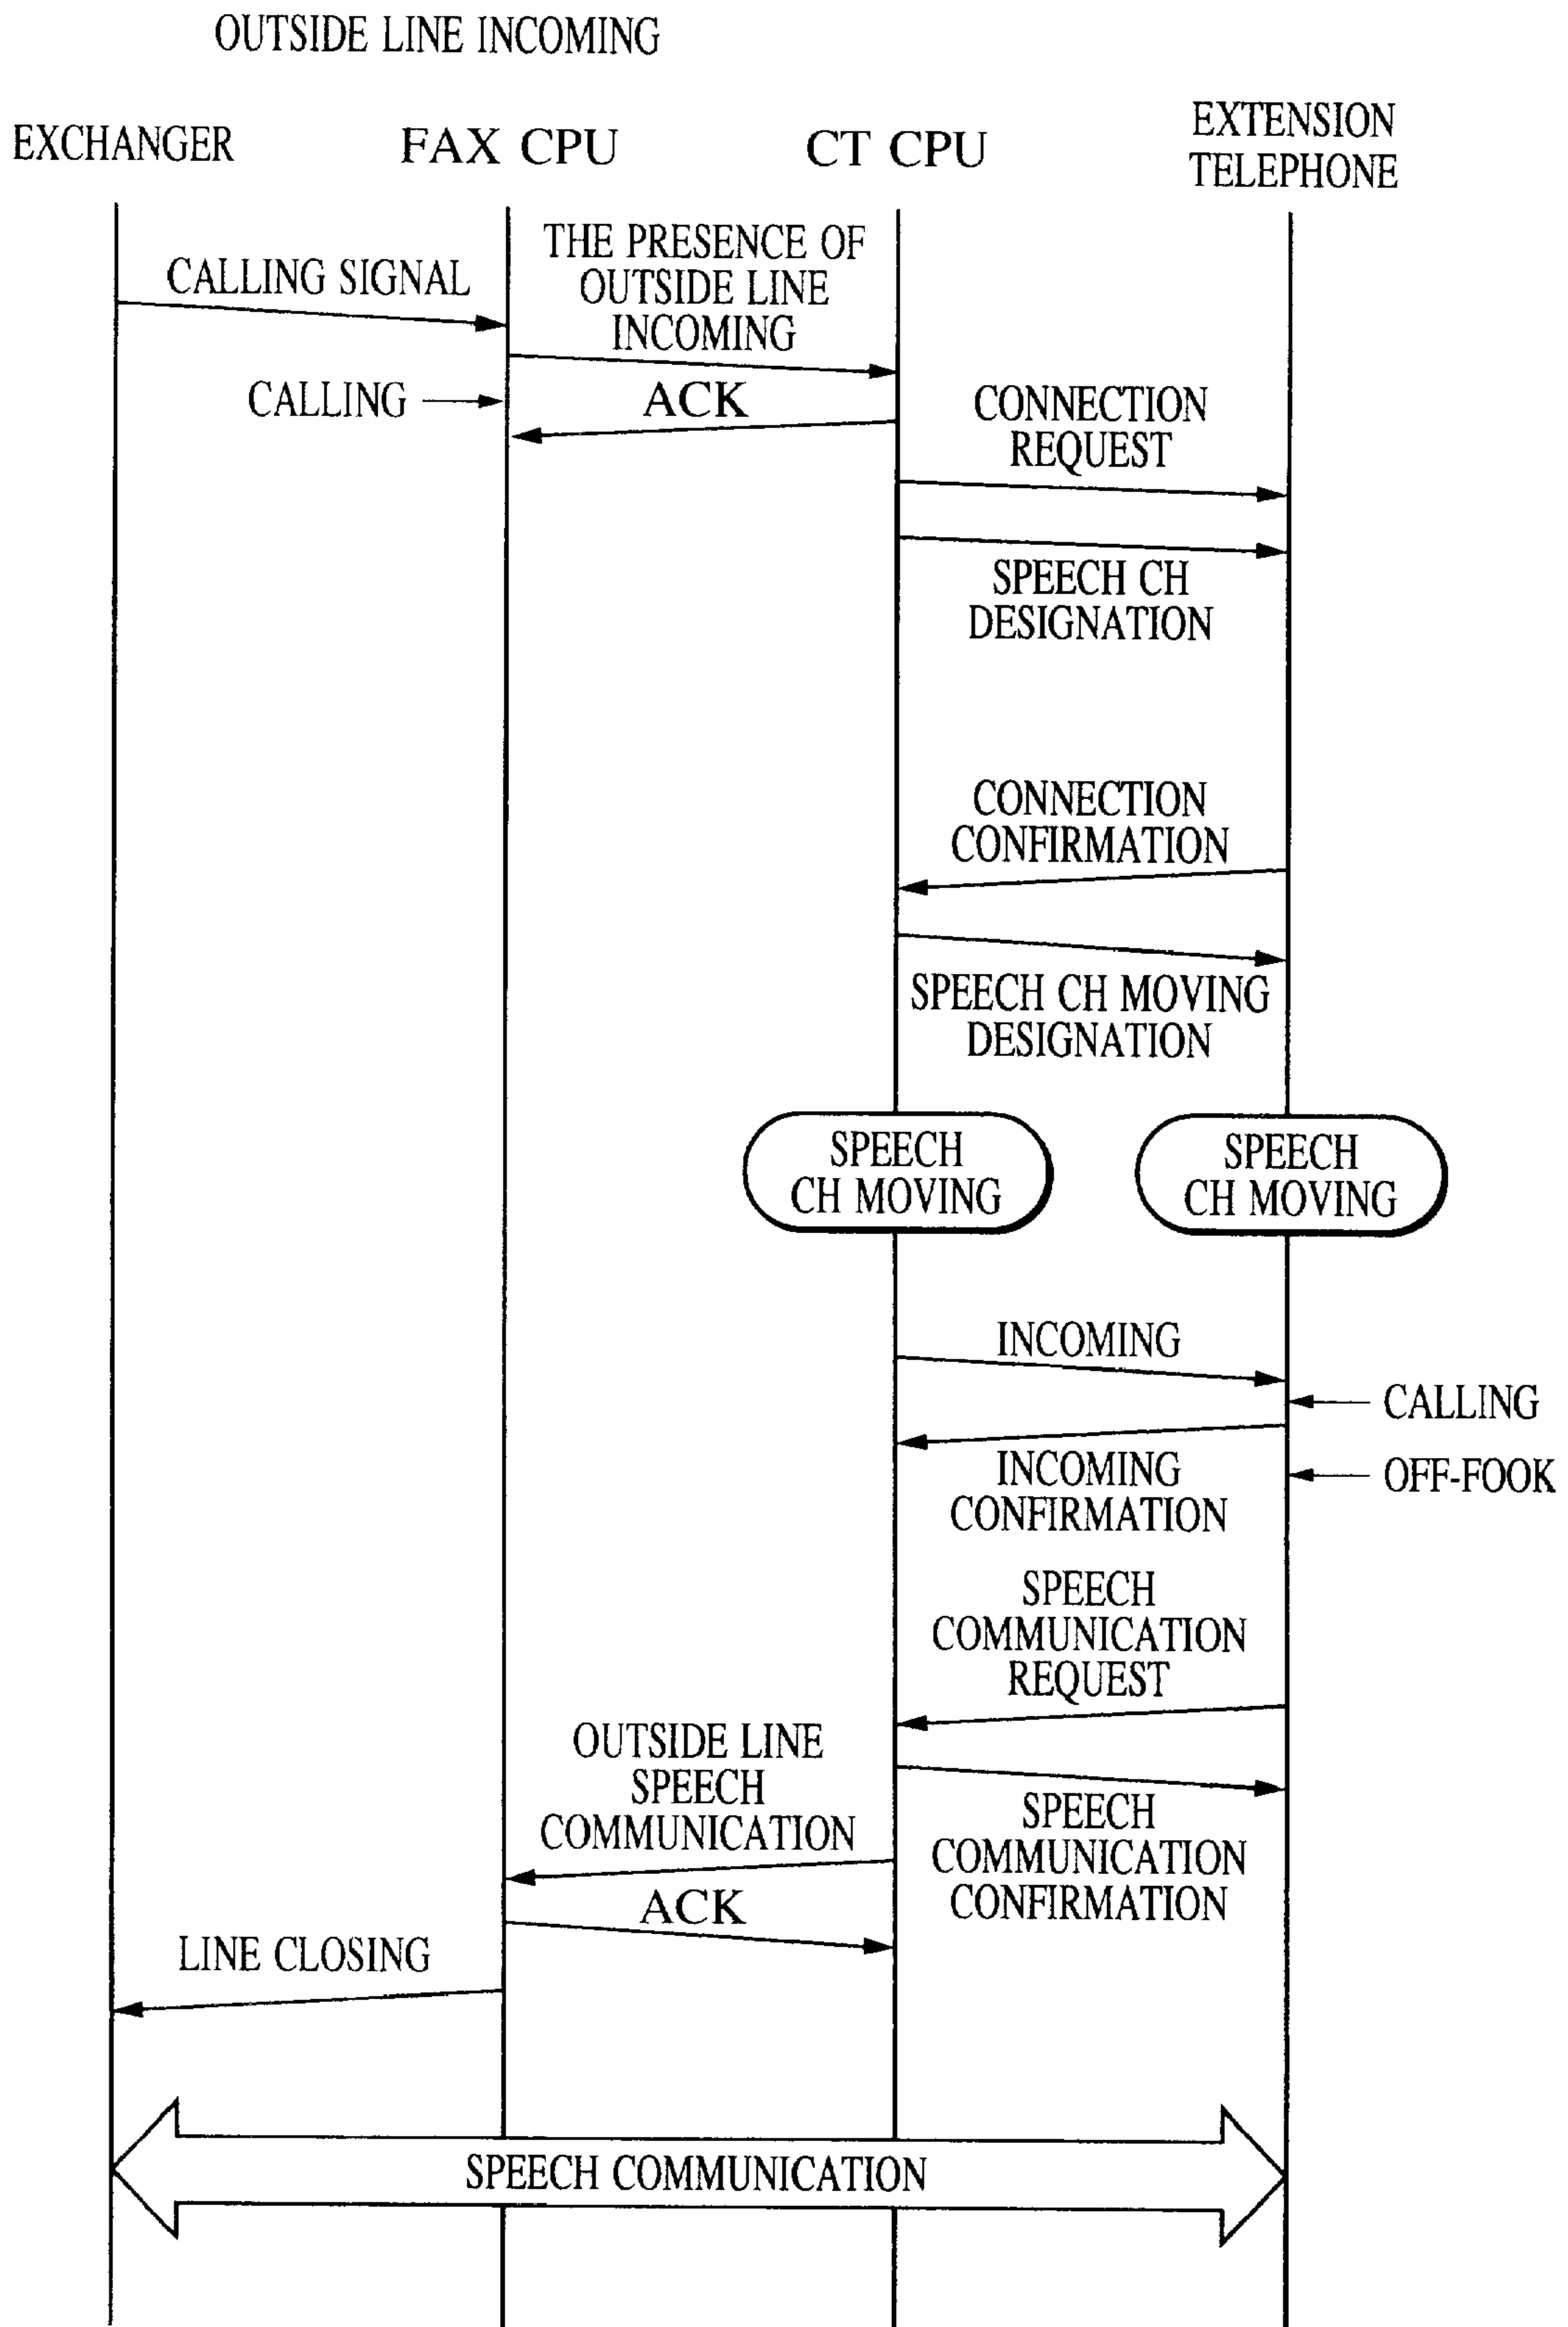 OUTSIDE LINE INCOMING
EXCHANGER
FAX CPU
CT CPU
EXTENSION
TELEPHONE
CALLING SIGNAL
THE PRESENCE OF
OUTSIDE LINE
INCOMING
CALLING
ACK
CONNECTION
REQUEST
SPEECH CH
DESIGNATION
CONNECTION
CONFIRMATION
SPEECH CH MOVING
DESIGNATION
SPEECH
CH MOVING
SPEECH
CH MOVING
INCOMING
CALLING
INCOMING
CONFIRMATION
OFF-FOOK
SPEECH
COMMUNICATION
REQUEST
OUTSIDE LINE
SPEECH
COMMUNICATION
SPEECH
COMMUNICATION
CONFIRMATION
ACK
LINE CLOSING
SPEECH COMMUNICATION